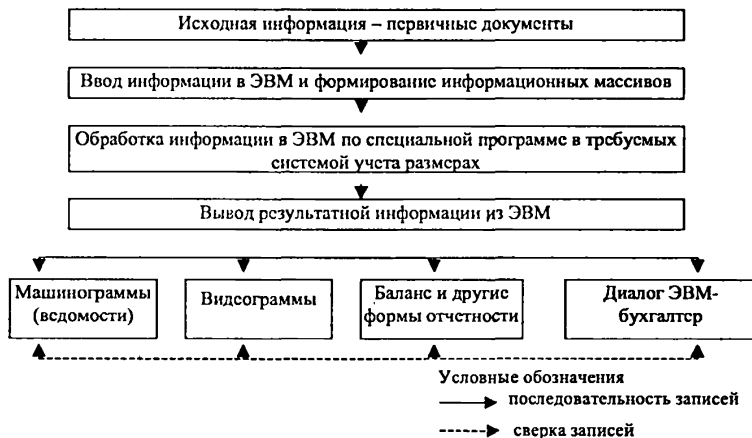 Исходная информация – первичные документы
Ввод информации в ЭВМ и формирование информационных массивов
Обработка информации в ЭВМ по специальной программе в требуемых
системой учета размерах
Вывод результатной информации из ЭВМ
Машинограммы
(ведомости)
Видеограммы
Баланс и другие
формы отчетности
Диалог ЭВМ-
бухгалтер
Условные обозначения
последовательность записей
сверка записей